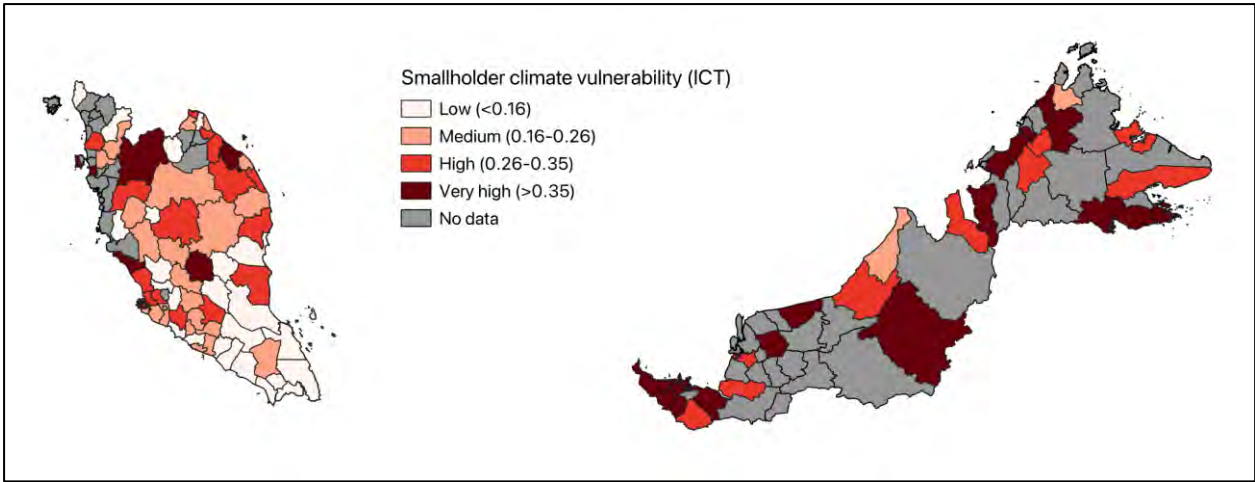 Smallholder climate vulnerability (ICT)
Low (<0.16)
Medium (0.16-0.26)
High (0.26-0.35)
Very high (>0.35)
No data